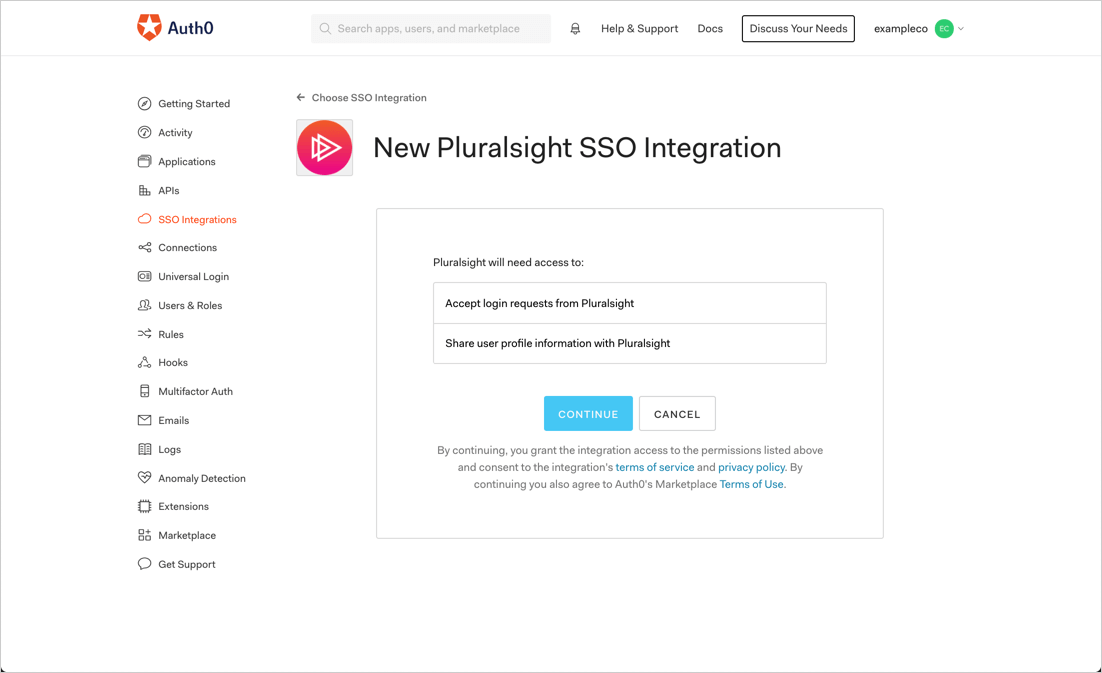 Auth0
Search apps, users, and marketplace
Help & Support
Docs
Discuss Your Needs
exampleco
EC
Getting Started
Activity
Applications
APIs
SSO Integrations
Connections
Universal Login
Users & Roles
Rules
Hooks
Multifactor Auth
Emails
Logs
Anomaly Detection
Extensions
Marketplace
Get Support
Choose SSO Integration
New Pluralsight SSO Integration
Pluralsight will need access to:
Accept login requests from Pluralsight
Share user profile information with Pluralsight
CONTINUE
CANCEL
By continuing, you grant the integration access to the permissions listed above
and consent to the integration's terms of service and privacy policy. By
continuing you also agree to Auth0's Marketplace Terms of Use.